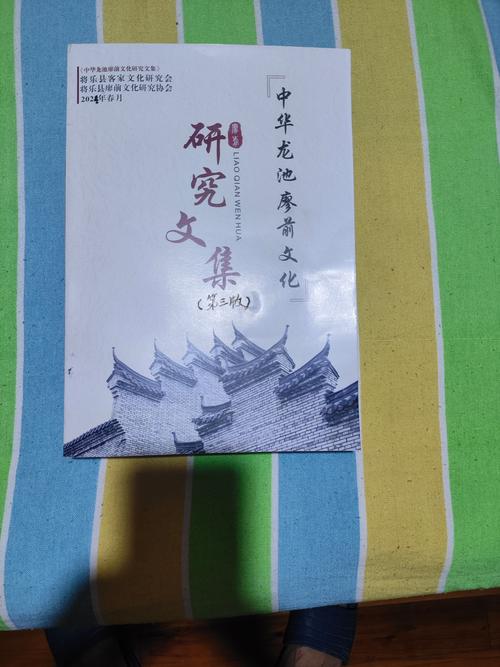 《中华龙池廖前文化研究文集》
将乐县客家文化研究会
将乐县廖前文化研究协会
2024年春月
『中华龙池廖前文化』
LIAO QIAN WEN HUA
研究文集
(第三版)